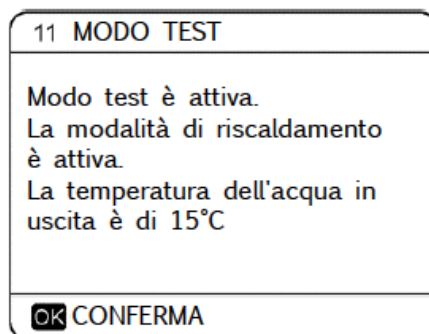 11 MODO TEST
Modo test è attiva.
La modalità di riscaldamento
è attiva.
La temperatura dell'acqua in
uscita è di 15°C
OK CONFERMA